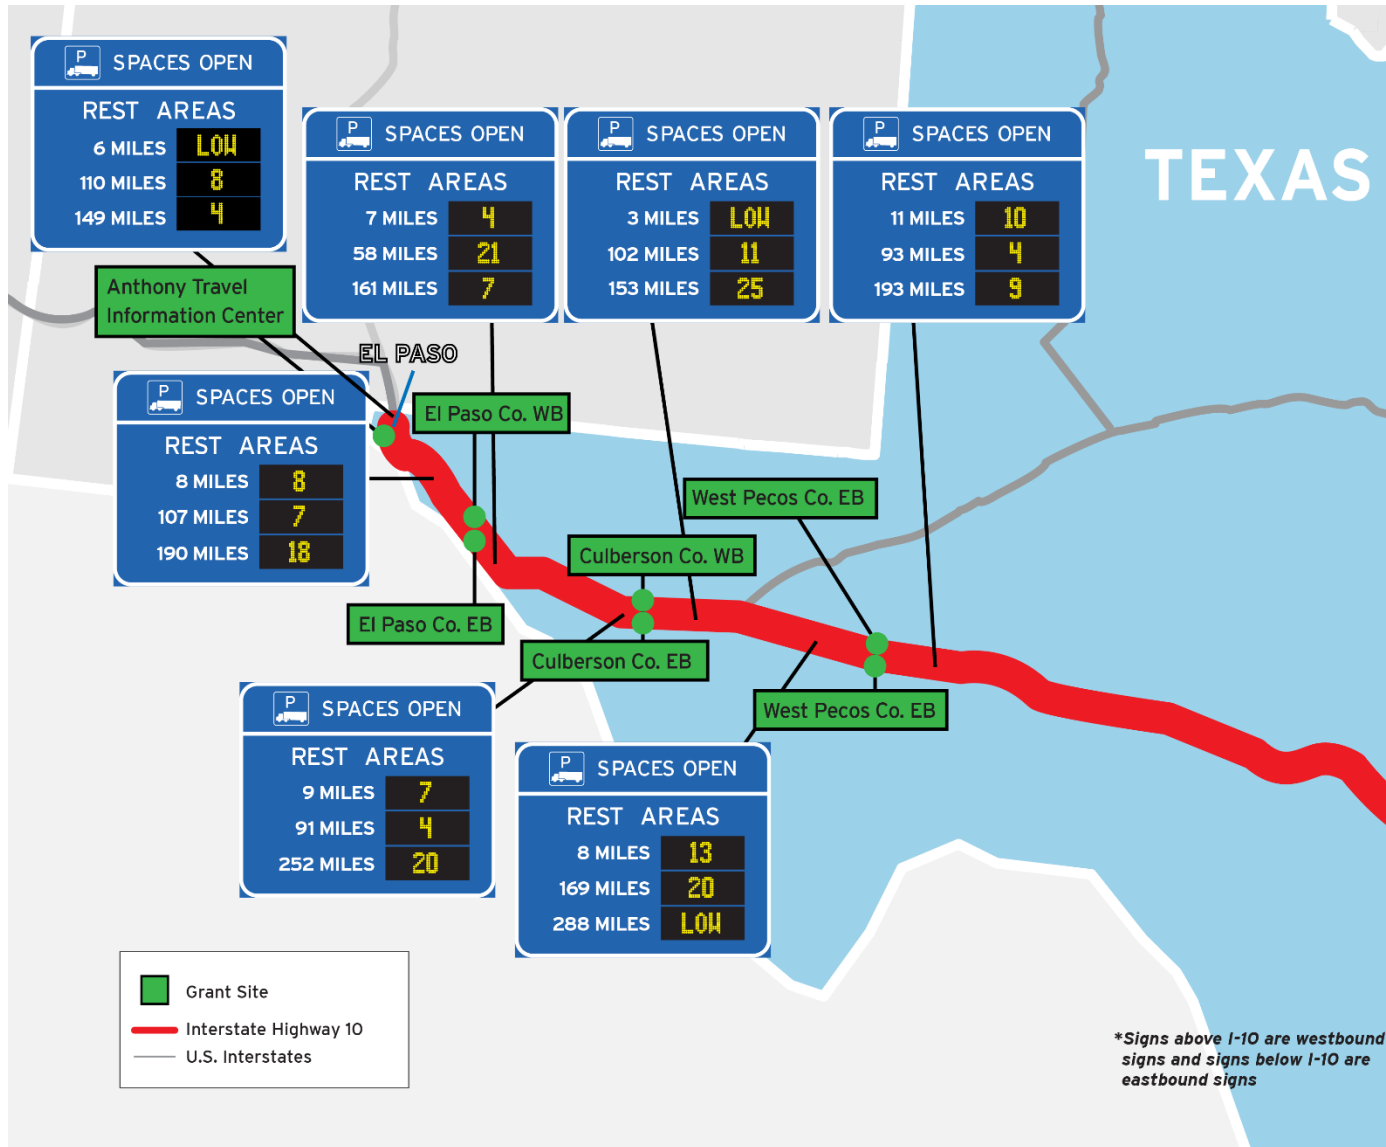 P SPACES OPEN
REST AREAS
6 MILES LOW
110 MILES 8
149 MILES 4
P SPACES OPEN
REST AREAS
7 MILES 4
58 MILES 21
161 MILES 7
P SPACES OPEN
REST AREAS
3 MILES LOW
102 MILES 11
153 MILES 25
P SPACES OPEN
REST AREAS
11 MILES 10
93 MILES 4
193 MILES 9
TEXAS
Anthony Travel
Information Center
EL PASO
P SPACES OPEN
REST AREAS
8 MILES 8
107 MILES 7
190 MILES 18
El Paso Co. WB
West Pecos Co. EB
Culberson Co. WB
El Paso Co. EB
Culberson Co. EB
West Pecos Co. EB
P SPACES OPEN
REST AREAS
9 MILES 7
91 MILES 4
252 MILES 20
P SPACES OPEN
REST AREAS
8 MILES 13
169 MILES 20
288 MILES LOW
Grant Site
Interstate Highway 10
U.S. Interstates
*Signs above I-10 are westbound
signs and signs below I-10 are
eastbound signs